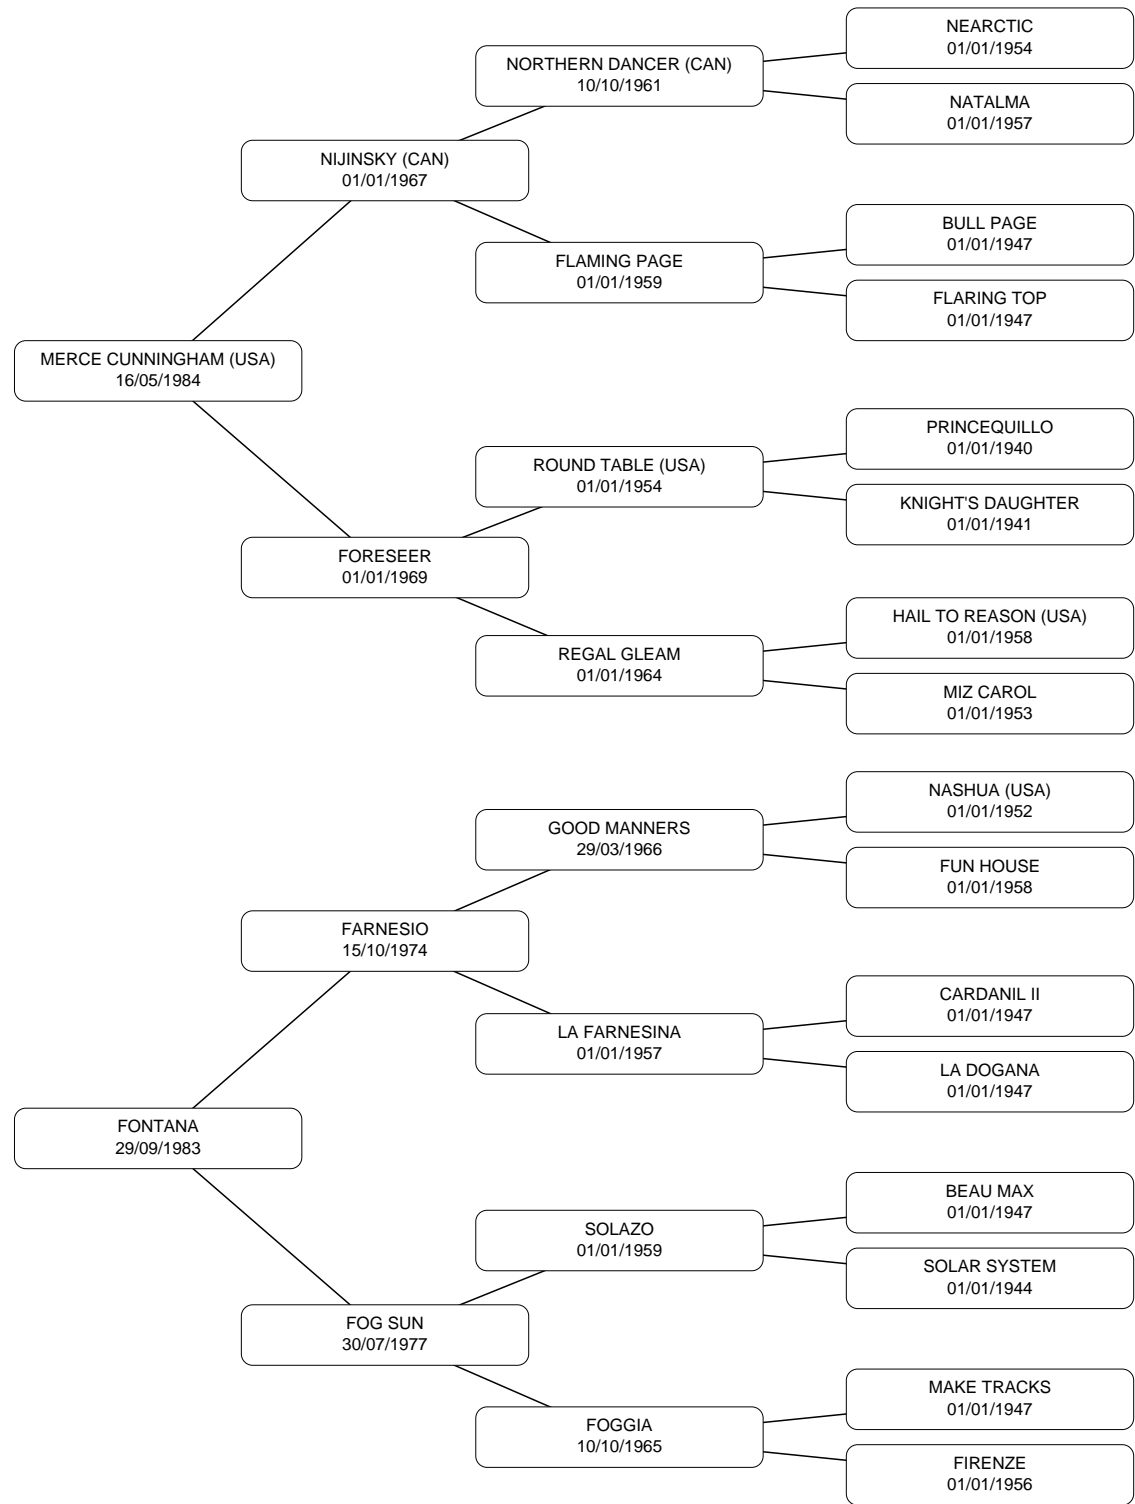 NEARCTIC
01/01/1954
NORTHERN DANCER (CAN)
10/10/1961
NATALMA
01/01/1957
NIJINSKY (CAN)
01/01/1967
BULL PAGE
01/01/1947
FLAMING PAGE
01/01/1959
FLARING TOP
01/01/1947
MERCE CUNNINGHAM (USA)
16/05/1984
PRINCEQUILLO
01/01/1940
ROUND TABLE (USA)
01/01/1954
KNIGHT'S DAUGHTER
01/01/1941
FORESEER
01/01/1969
HAIL TO REASON (USA)
01/01/1958
REGAL GLEAM
01/01/1964
MIZ CAROL
01/01/1953
NASHUA (USA)
01/01/1952
GOOD MANNERS
29/03/1966
FUN HOUSE
01/01/1958
FARNESIO
15/10/1974
CARDANIL II
01/01/1947
LA FARNESINA
01/01/1957
LA DOGANA
01/01/1947
FONTANA
29/09/1983
BEAU MAX
01/01/1947
SOLAZO
01/01/1959
SOLAR SYSTEM
01/01/1944
FOG SUN
30/07/1977
MAKE TRACKS
01/01/1947
FOGGIA
10/10/1965
FIRENZE
01/01/1956